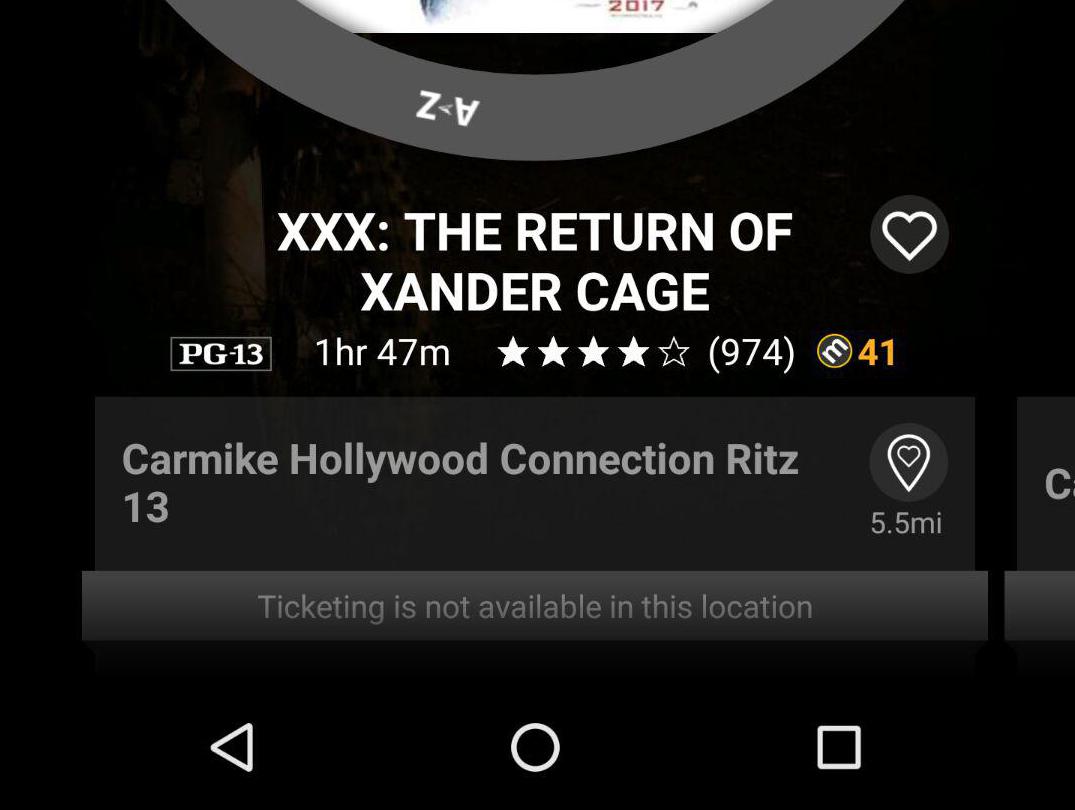 2017
A>Z
XXX: THE RETURN OF
XANDER CAGE
PG-13 1hr 47m (974) m 41
Carmike Hollywood Connection Ritz
13
5.5mi
Ca
Ticketing is not available in this location